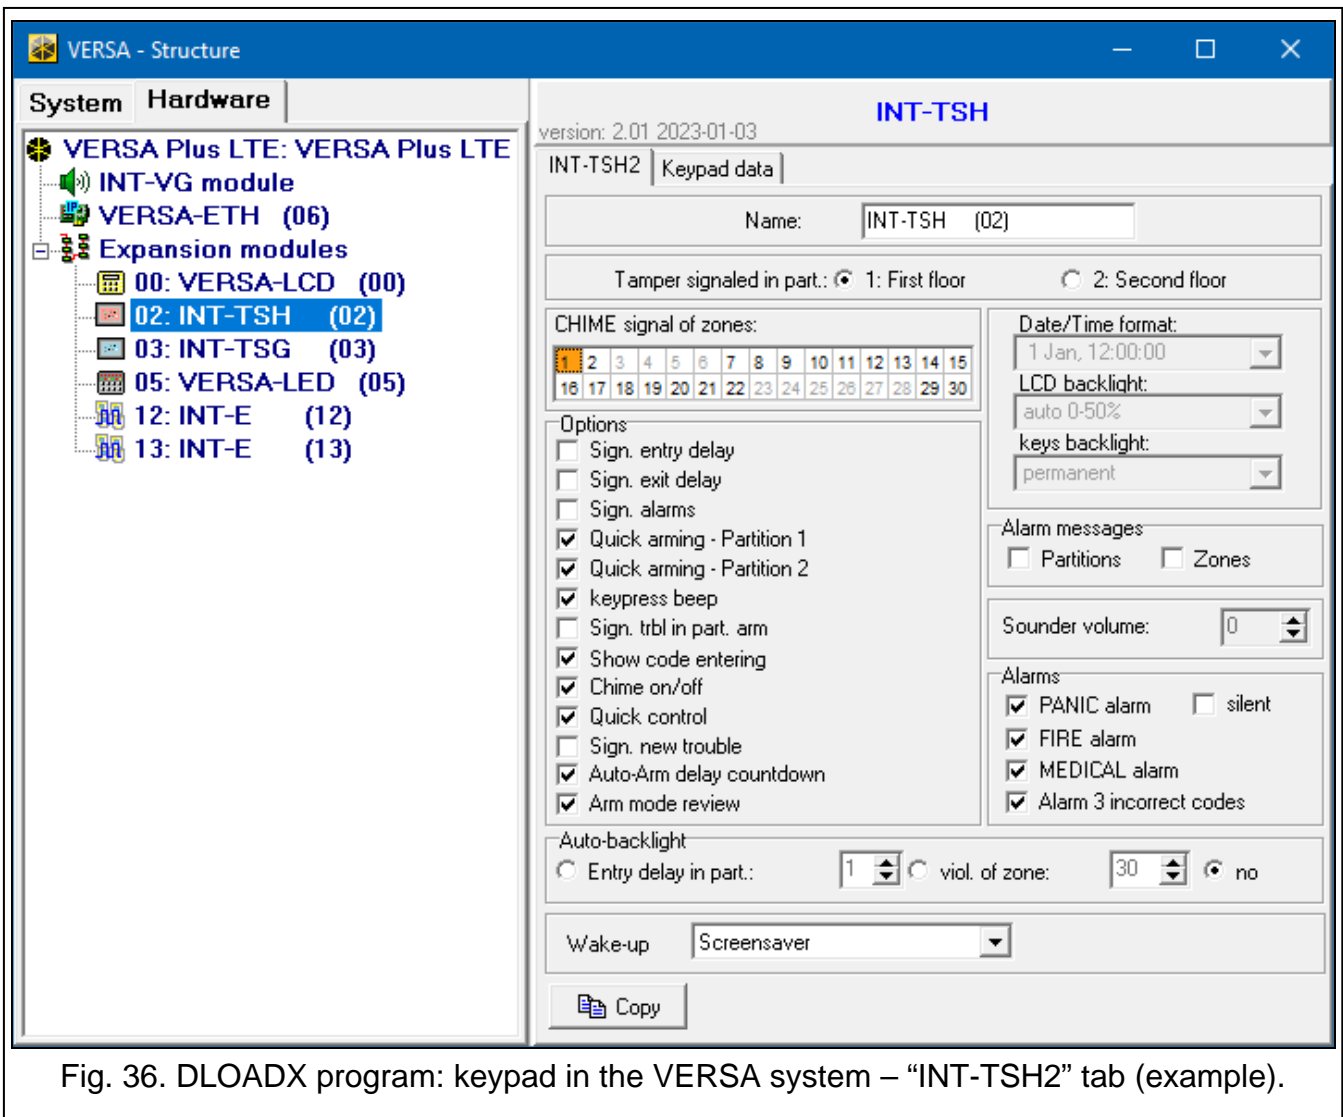 VERSA - Structure
System Hardware
VERSA Plus LTE: VERSA Plus LTE
INT-VG module
VERSA-ETH (06)
Expansion modules
00: VERSA-LCD (00)
02: INT-TSH (02)
03: INT-TSG (03)
05: VERSA-LED (05)
12: INT-E (12)
13: INT-E (13)
INT-TSH
version: 2.01 2023-01-03
INT-TSH2 Keypad data
Name: INT-TSH (02)
Tamper signaled in part.: 1: First floor 2: Second floor
CHIME signal of zones:
1 2 3 4 5 6 7 8 9 10 11 12 13 14 15
16 17 18 19 20 21 22 23 24 25 26 27 28 29 30
Options
Sign. entry delay
Sign. exit delay
Sign. alarms
Quick arming - Partition 1
Quick arming - Partition 2
keypress beep
Sign. trbl in part. arm
Show code entering
Chime on/off
Quick control
Sign. new trouble
Auto-Arm delay countdown
Arm mode review
Date/Time format:
1 Jan, 12:00:00
LCD backlight:
auto 0-50%
keys backlight:
permanent
Alarm messages
Partitions Zones
Sounder volume: 0
Alarms
PANIC alarm silent
FIRE alarm
MEDICAL alarm
Alarm 3 incorrect codes
Auto-backlight
Entry delay in part.: 1 viol. of zone: 30 no
Wake-up Screensaver
Copy
Fig. 36. DLOADX program: keypad in the VERSA system – “INT-TSH2” tab (example).